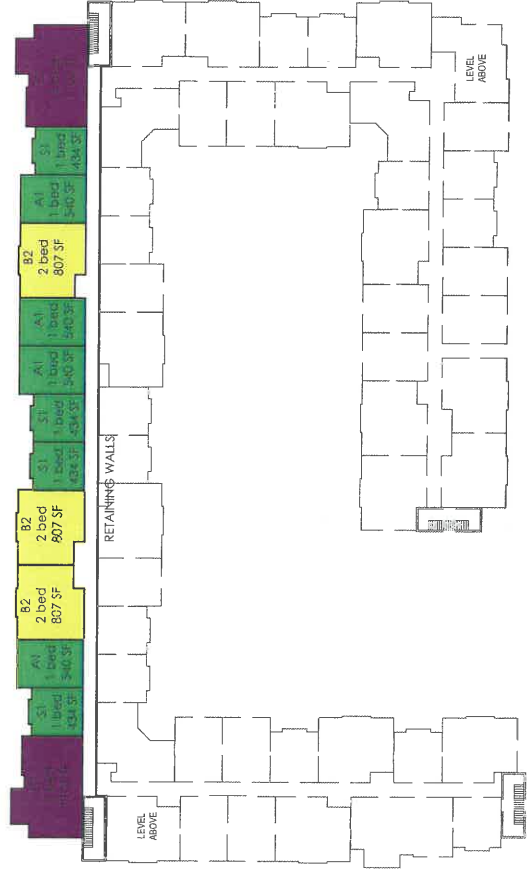 S1
1 bed
434 SF
A1
1 bed
540 SF
B2
2 bed
807 SF
A1
1 bed
540 SF
A1
1 bed
540 SF
S1
1 bed
434 SF
S1
1 bed
434 SF
B2
2 bed
807 SF
B2
2 bed
807 SF
A1
1 bed
540 SF
S1
1 bed
434 SF
RETAINING WALLS
LEVEL
ABOVE
LEVEL
ABOVE